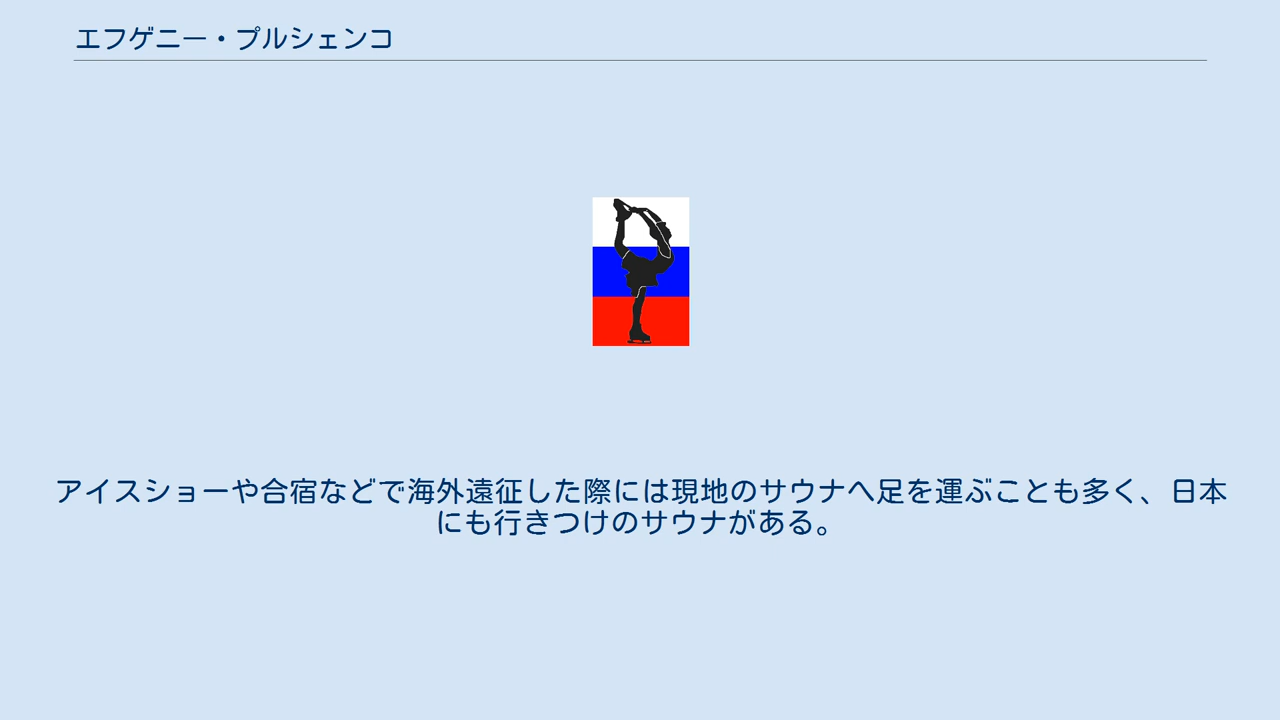 エフゲニー・プルシェンコ
アイスショーや合宿などで海外遠征した際には現地のサウナへ足を運ぶことも多く、日本
にも行きつけのサウナがある。